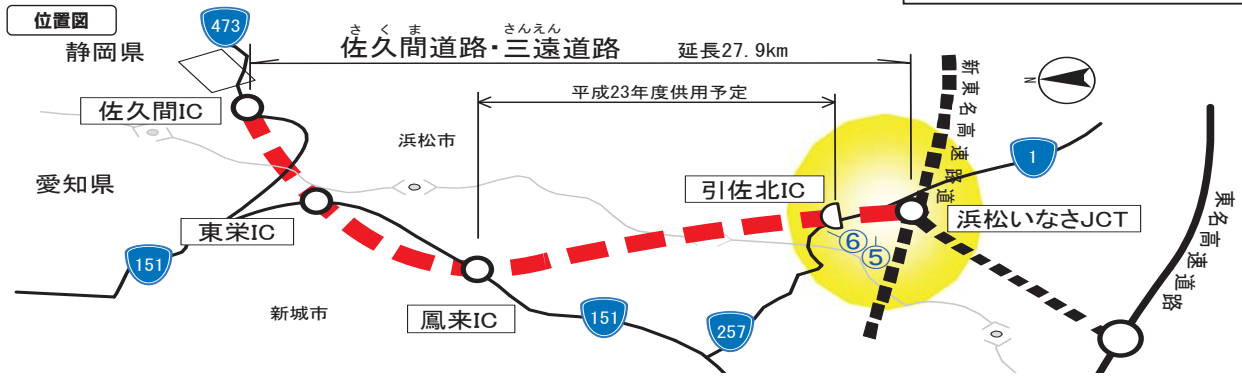 位置図
473
静岡県
さくま さんえん
佐久間道路・三遠道路 延長27.9km
平成23年度供用予定
新東名高速道路
N
佐久間IC
浜松市
1
愛知県
引佐北IC
東名高速道路
東栄IC
浜松いなさJCT
⑥
⑤
151
新城市
鳳来IC
151
257